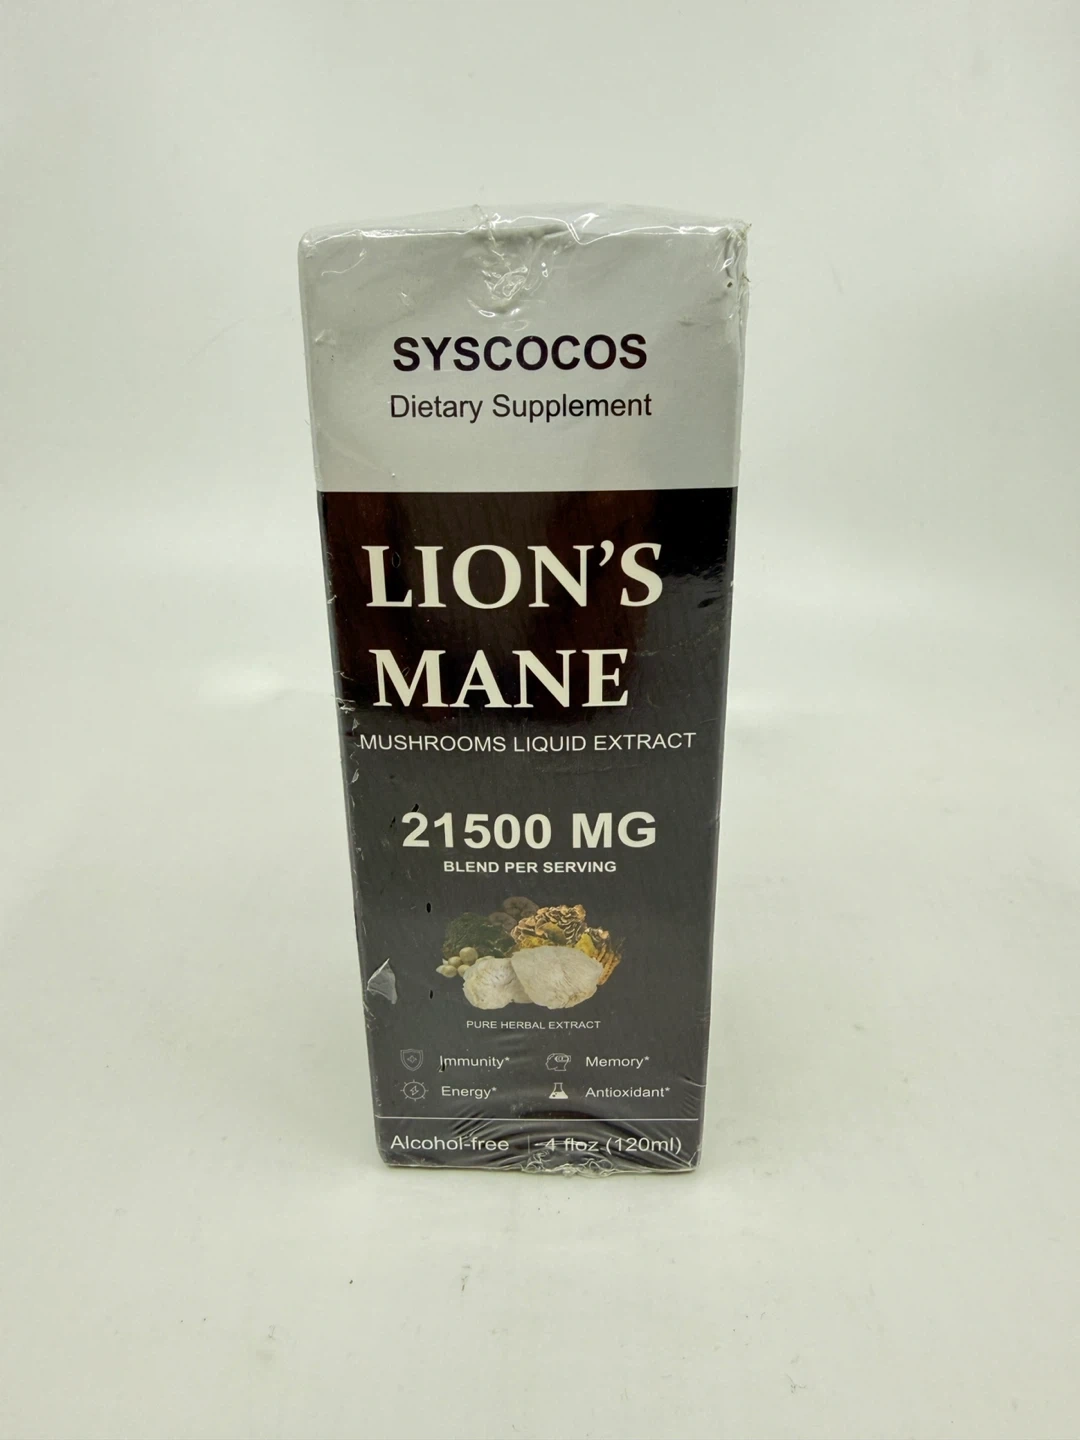 SYSCOCOS
Dietary Supplement
LION'S
MANE
MUSHROOMS LIQUID EXTRACT
21500 MG
BLEND PER SERVING
PURE HERBAL EXTRACT
Immunity* Memory*
Energy* Antioxidant*
Alcohol-free | 4 floz (120ml)